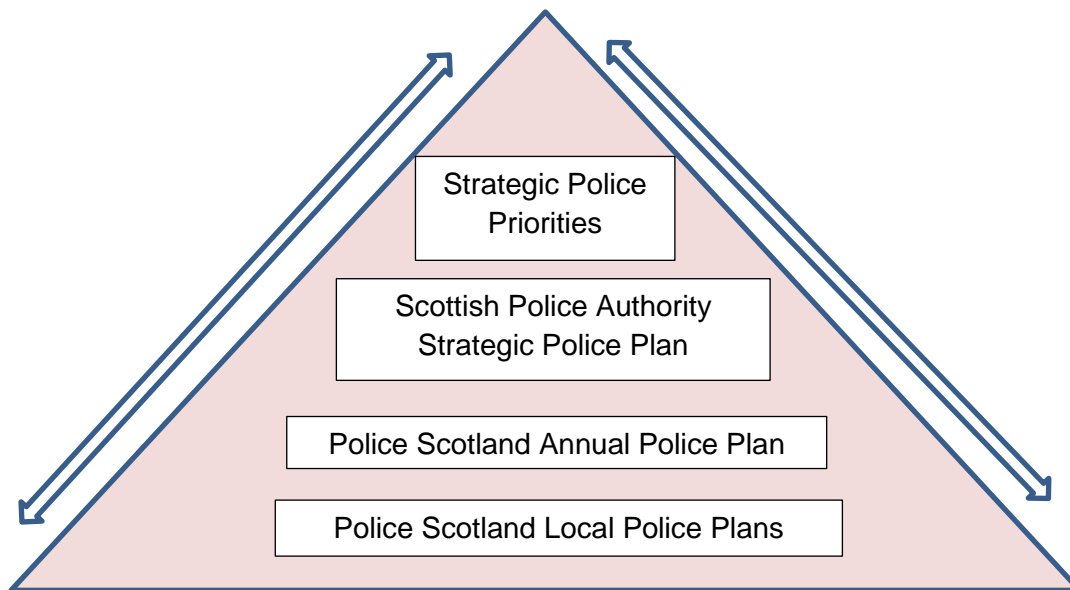 Strategic Police
Priorities
Scottish Police Authority
Strategic Police Plan
Police Scotland Annual Police Plan
Police Scotland Local Police Plans